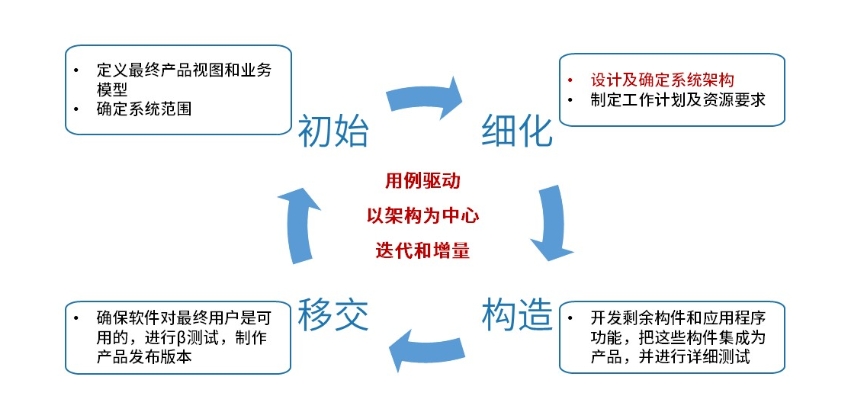 • 定义最终产品视图和业务
模型
• 确定系统范围
初始
细化
• 设计及确定系统架构
• 制定工作计划及资源要求
用例驱动
以架构为中心
迭代和增量
• 确保软件对最终用户是可
用的，进行β测试，制作
产品发布版本
移交
构造
• 开发剩余构件和应用程序
功能，把这些构件集成为
产品，并进行详细测试